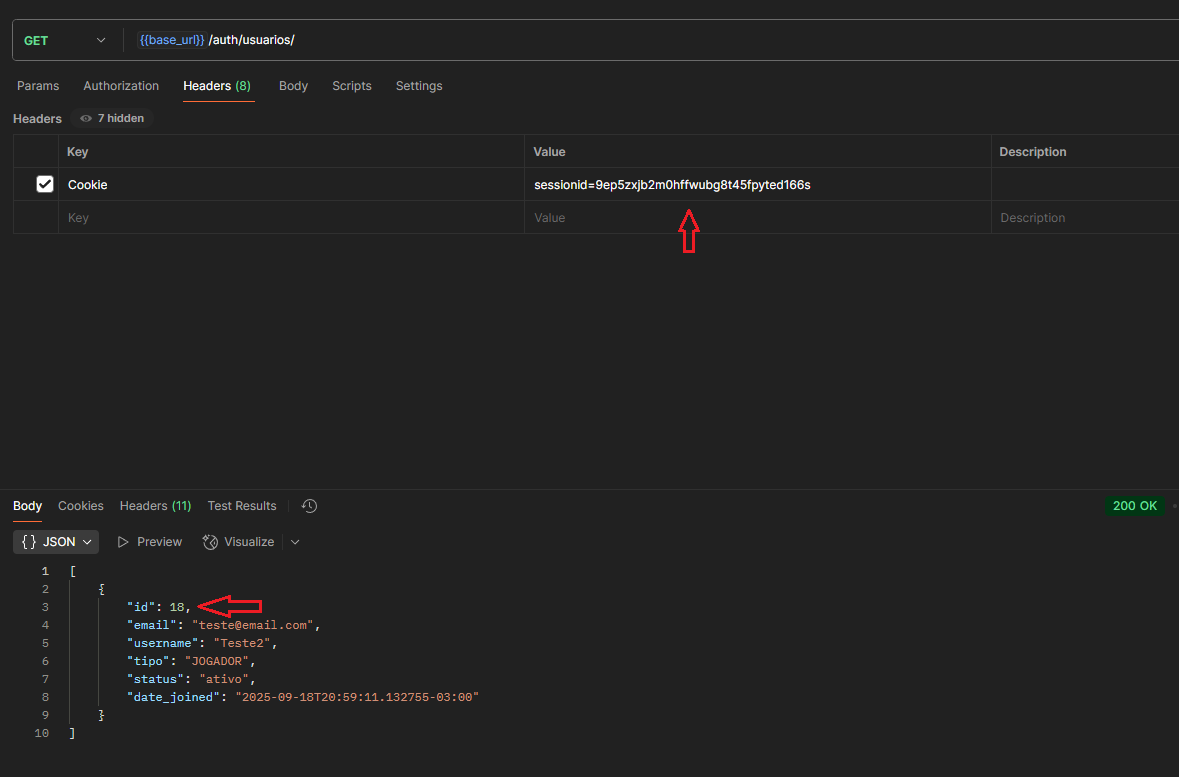 GET {{base_url}} /auth/usuarios/
Params Authorization Headers (8) Body Scripts Settings
Headers 7 hidden
Key Value Description
Cookie sessionid=9ep5zxjb2m0hffwubg8t45fpyted166s
Key Value Description
Body Cookies Headers (11) Test Results 200 OK
{} JSON Preview Visualize
1 [
2 {
3 "id": 18,
4 "email": "teste@email.com",
5 "username": "Teste2",
6 "tipo": "JOGADOR",
7 "status": "ativo",
8 "date_joined": "2025-09-18T20:59:11.132755-03:00"
9 }
10 ]